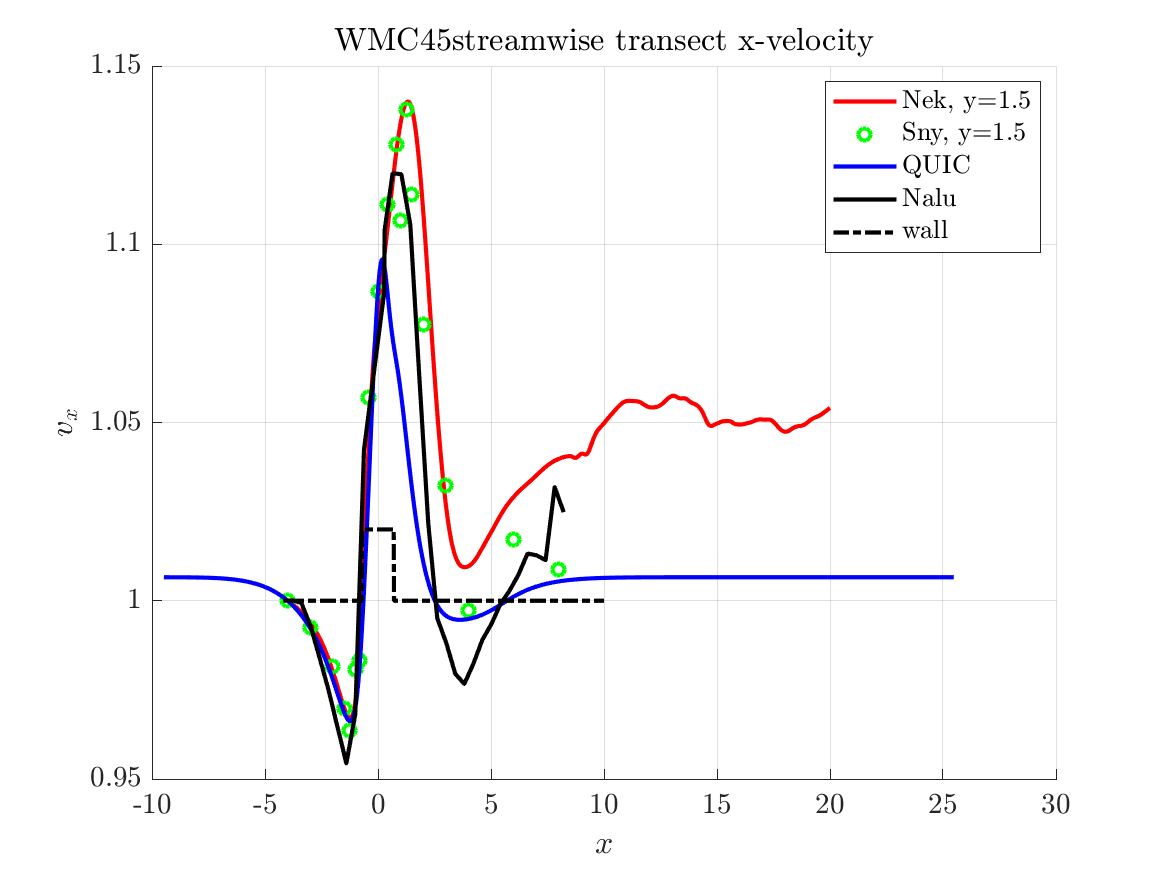 WMC45streamwise transect x-velocity
1.15
1.1
1.05
1
0.95
v_x
-10 -5 0 5 10 15 20 25 30
x
Nek, y=1.5
Sny, y=1.5
QUIC
Nalu
wall